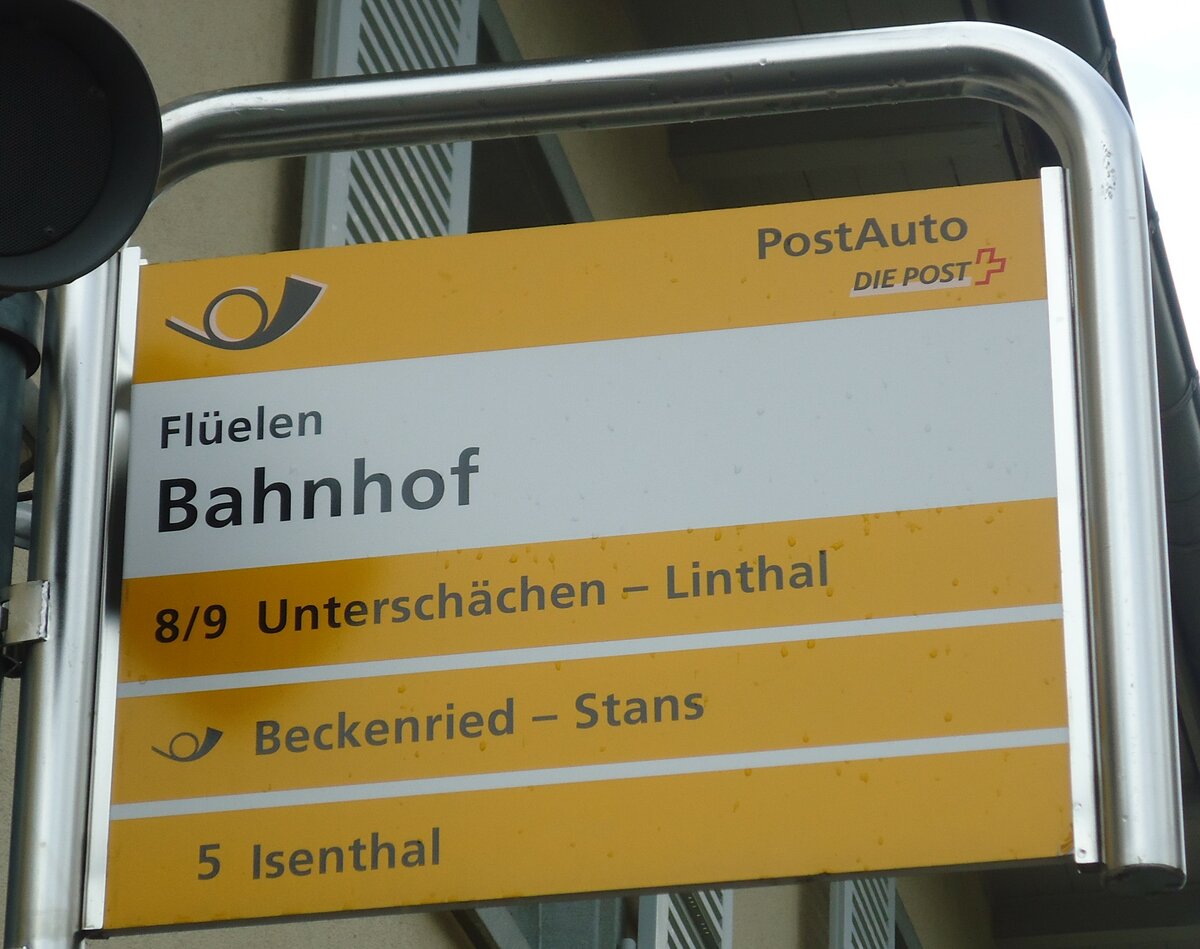 PostAuto
DIE POST
Flüelen
Bahnhof
8/9 Unterschächen – Linthal
Beckenried – Stans
5 Isenthal